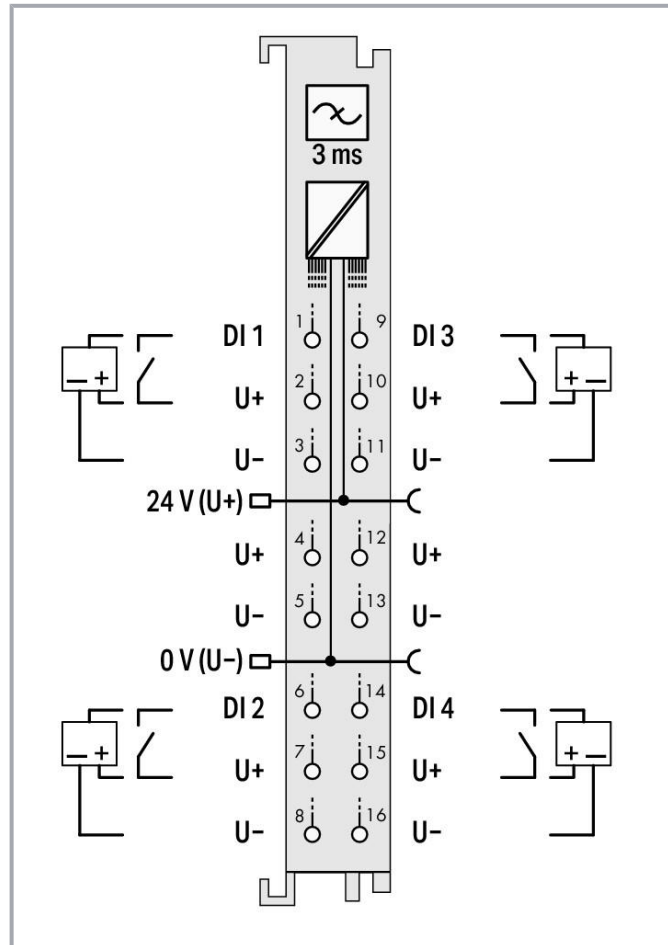 3 ms
DI 1 1 9 DI 3
− + + −
U+ 2 10 U+
U− 3 11 U−
24 V (U+)
U+ 4 12 U+
U− 5 13 U−
0 V (U−)
DI 2 6 14 DI 4
− + + −
U+ 7 15 U+
U− 8 16 U−